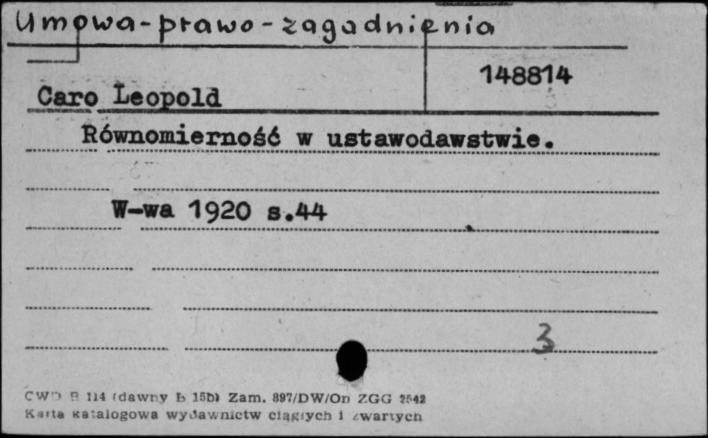 Umowa-prawo-zagadnienia
148814
Caro Leopold
Równomierność w ustawodawstwie.
W-wa 1920 s.44
3
CWD B 114 (dawny Ł 15b) Zam. 897/DW/On ZGG 2542
Karta katalogowa wydawnictw ciągłych i zwartych